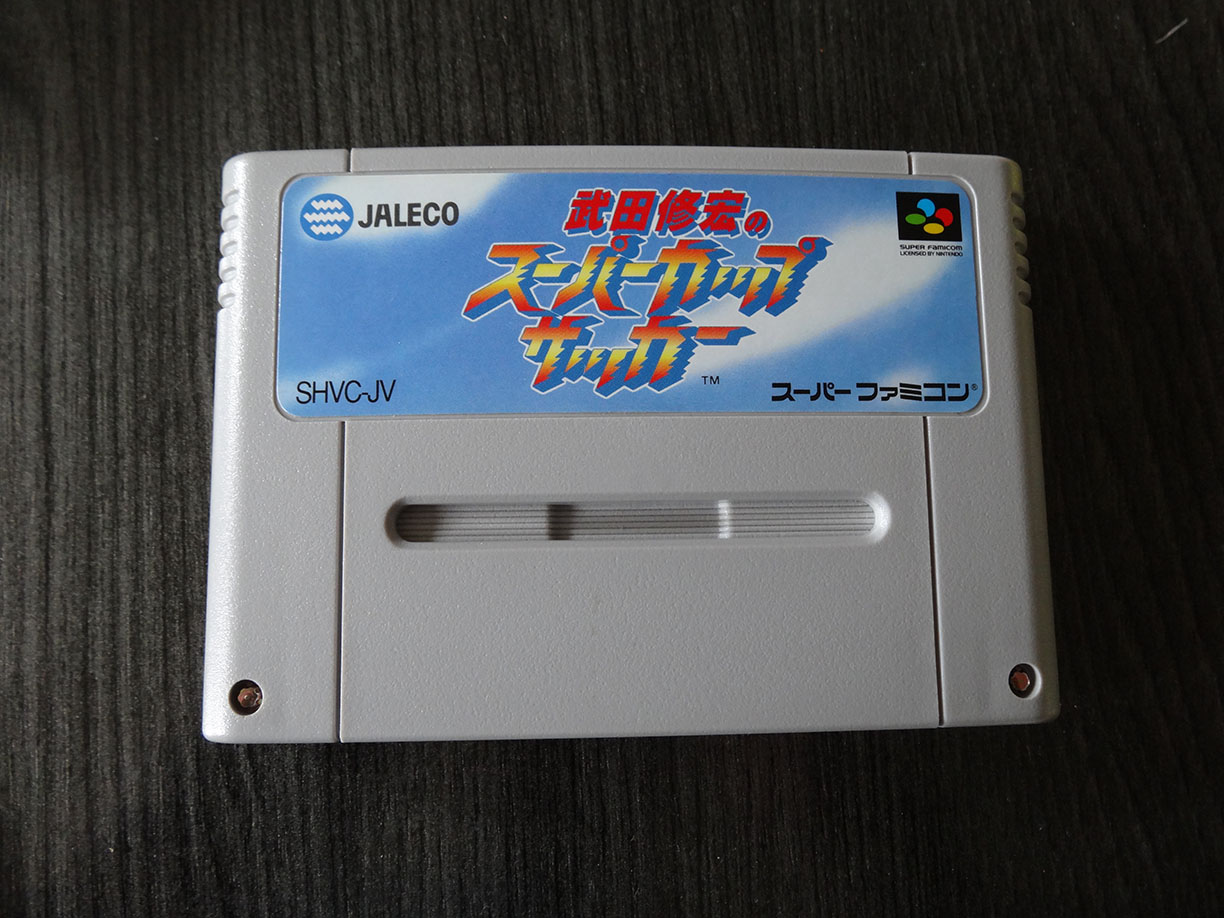 JALECO
武田修宏の
スーパーカップ
サッカー
TM
SUPER FAMICOM
LICENSED BY NINTENDO
SHVC-JV
スーパーファミコン®